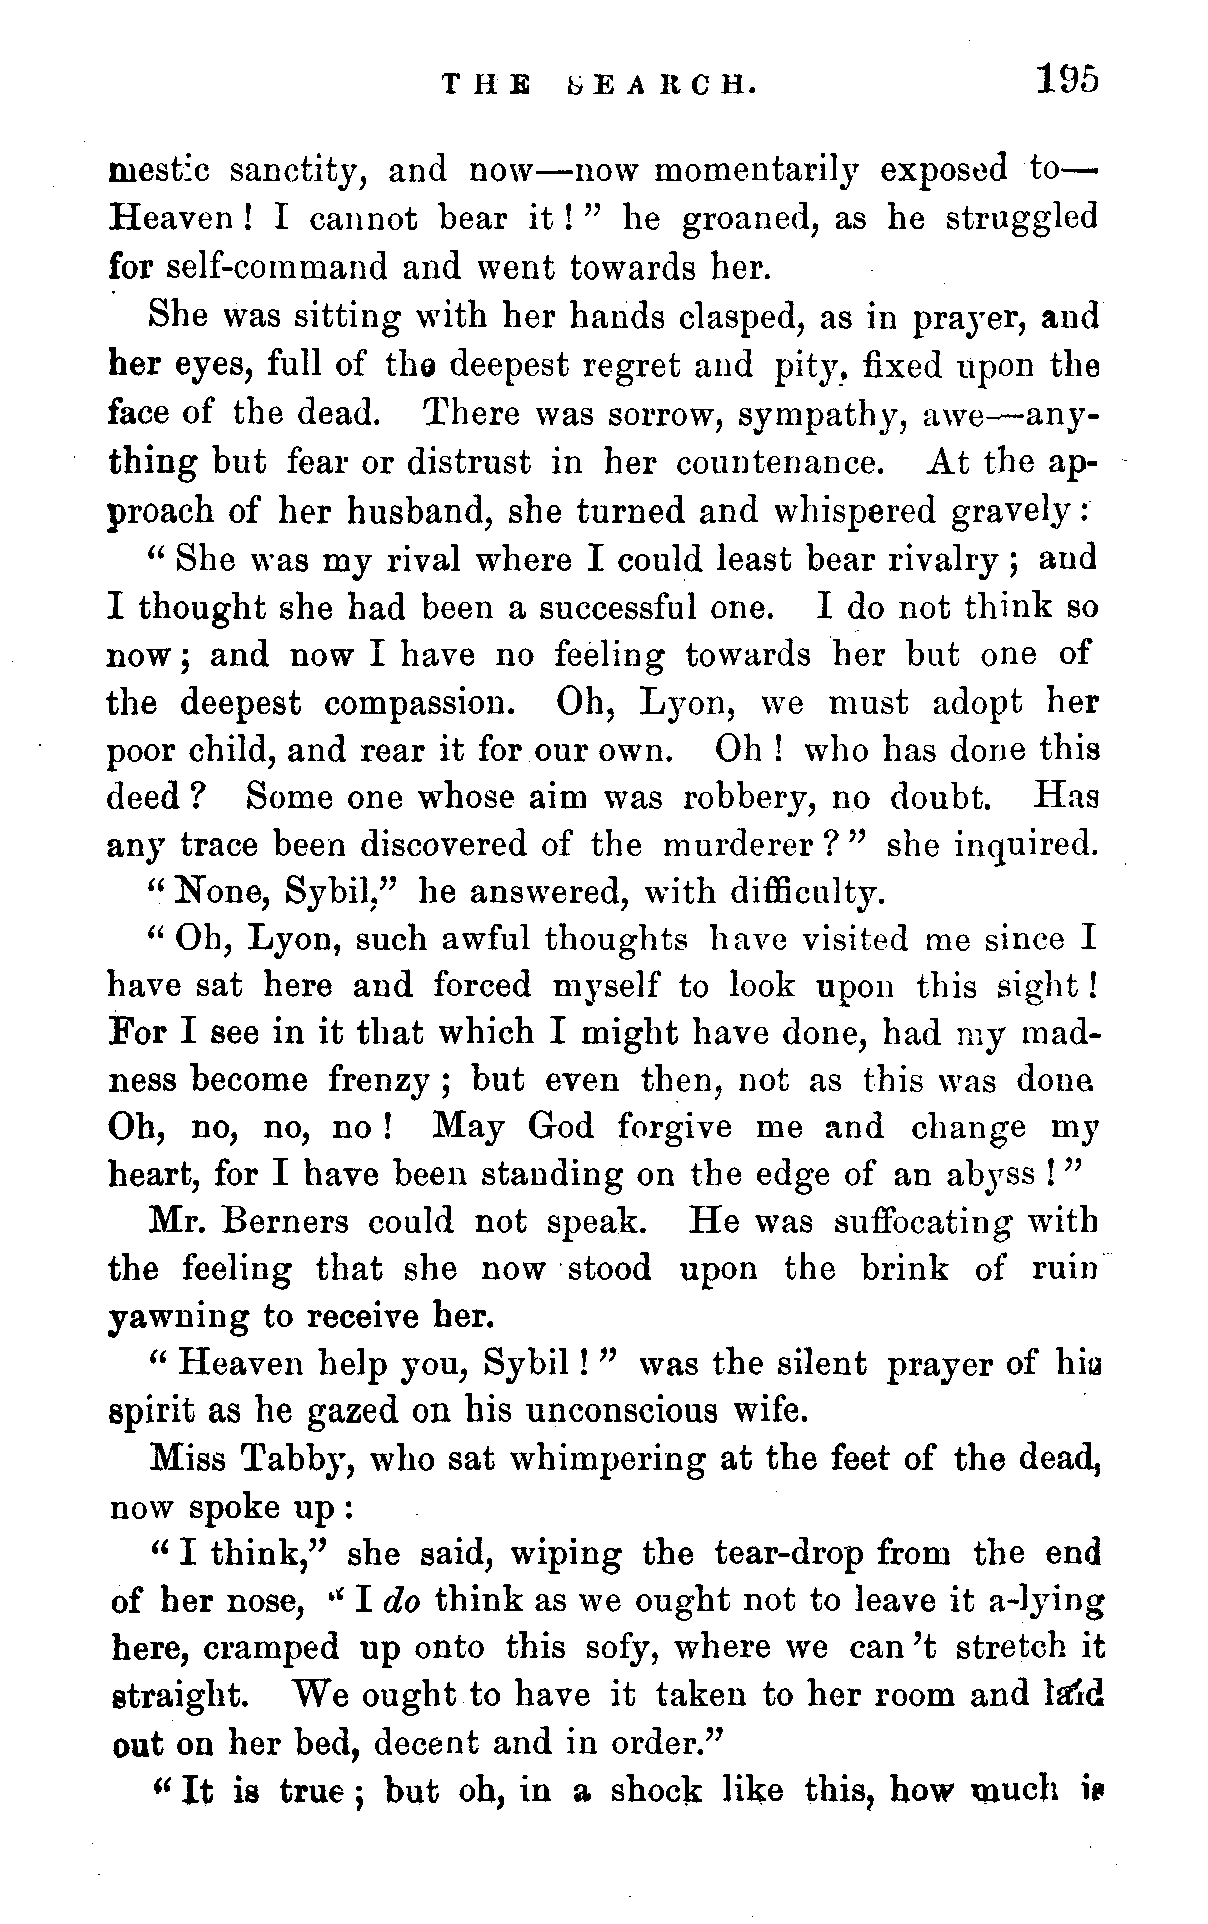 THE SEARCH. 195
mestic sanctity, and now—now momentarily exposed to—
Heaven! I cannot bear it!" he groaned, as he struggled
for self-command and went towards her.
She was sitting with her hands clasped, as in prayer, and
her eyes, full of the deepest regret and pity, fixed upon the
face of the dead. There was sorrow, sympathy, awe—any-
thing but fear or distrust in her countenance. At the ap-
proach of her husband, she turned and whispered gravely:
"She was my rival where I could least bear rivalry; and
I thought she had been a successful one. I do not think so
now; and now I have no feeling towards her but one of
the deepest compassion. Oh, Lyon, we must adopt her
poor child, and rear it for our own. Oh! who has done this
deed? Some one whose aim was robbery, no doubt. Has
any trace been discovered of the murderer?" she inquired.
"None, Sybil," he answered, with difficulty.
"Oh, Lyon, such awful thoughts have visited me since I
have sat here and forced myself to look upon this sight!
For I see in it that which I might have done, had my mad-
ness become frenzy; but even then, not as this was done
Oh, no, no, no! May God forgive me and change my
heart, for I have been standing on the edge of an abyss!"
Mr. Berners could not speak. He was suffocating with
the feeling that she now stood upon the brink of ruin
yawning to receive her.
"Heaven help you, Sybil!" was the silent prayer of his
spirit as he gazed on his unconscious wife.
Miss Tabby, who sat whimpering at the feet of the dead,
now spoke up:
"I think," she said, wiping the tear-drop from the end
of her nose, "I do think as we ought not to leave it a-lying
here, cramped up onto this sofy, where we can't stretch it
straight. We ought to have it taken to her room and laid
out on her bed, decent and in order."
"It is true; but oh, in a shock like this, how much is